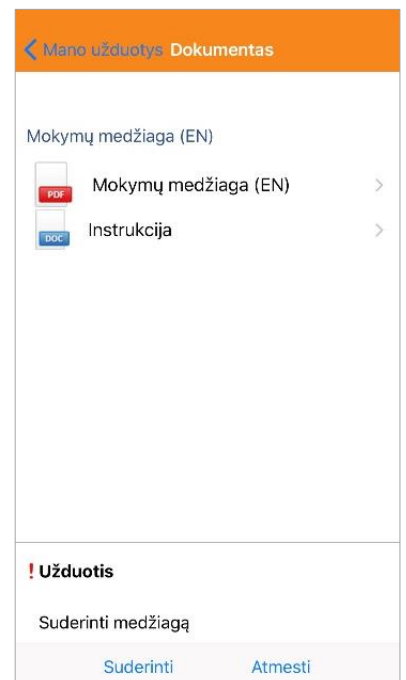 Mano užduotys Dokumentas
Mokymų medžiaga (EN)
PDF Mokymų medžiaga (EN)
DOC Instrukcija
! Užduotis
Suderinti medžiagą
Suderinti Atmesti